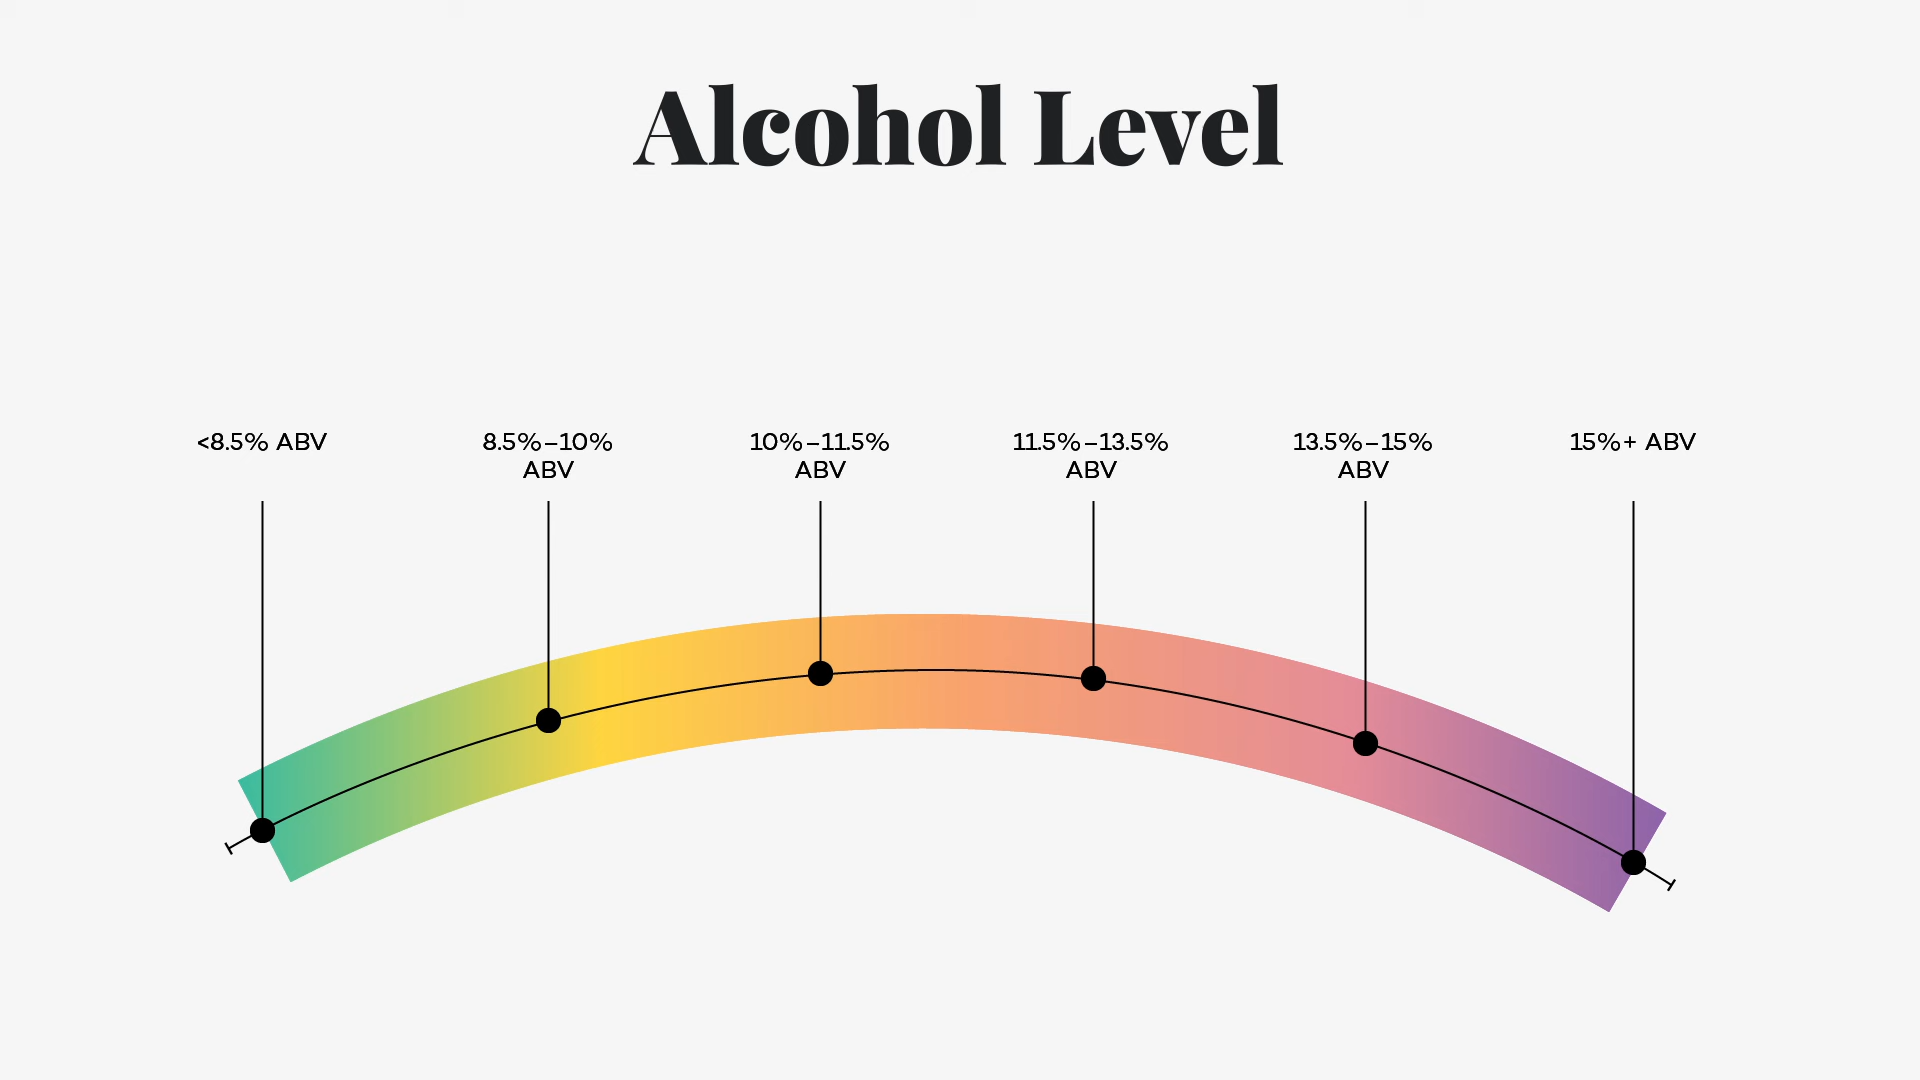 Alcohol Level
<8.5% ABV
8.5%–10%
ABV
10%–11.5%
ABV
11.5%–13.5%
ABV
13.5%–15%
ABV
15%+ ABV